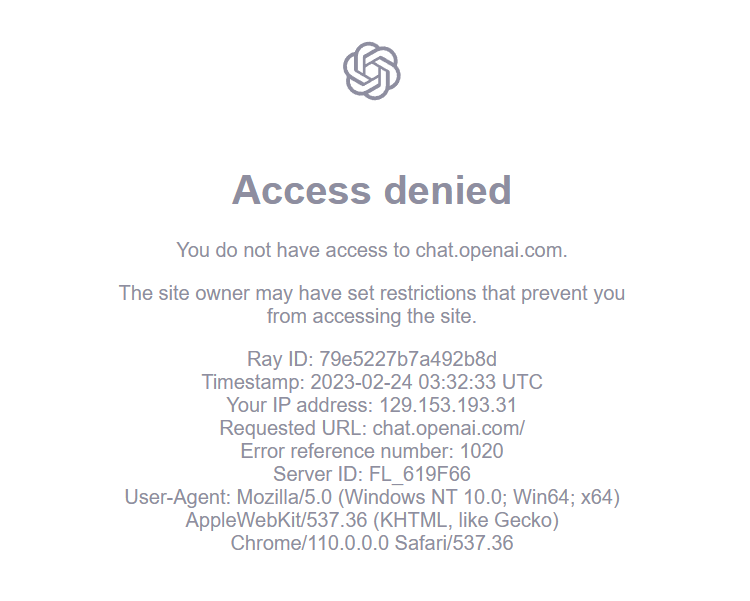 Access denied
You do not have access to chat.openai.com.
The site owner may have set restrictions that prevent you
from accessing the site.
Ray ID: 79e5227b7a492b8d
Timestamp: 2023-02-24 03:32:33 UTC
Your IP address: 129.153.193.31
Requested URL: chat.openai.com/
Error reference number: 1020
Server ID: FL_619F66
User-Agent: Mozilla/5.0 (Windows NT 10.0; Win64; x64)
AppleWebKit/537.36 (KHTML, like Gecko)
Chrome/110.0.0.0 Safari/537.36